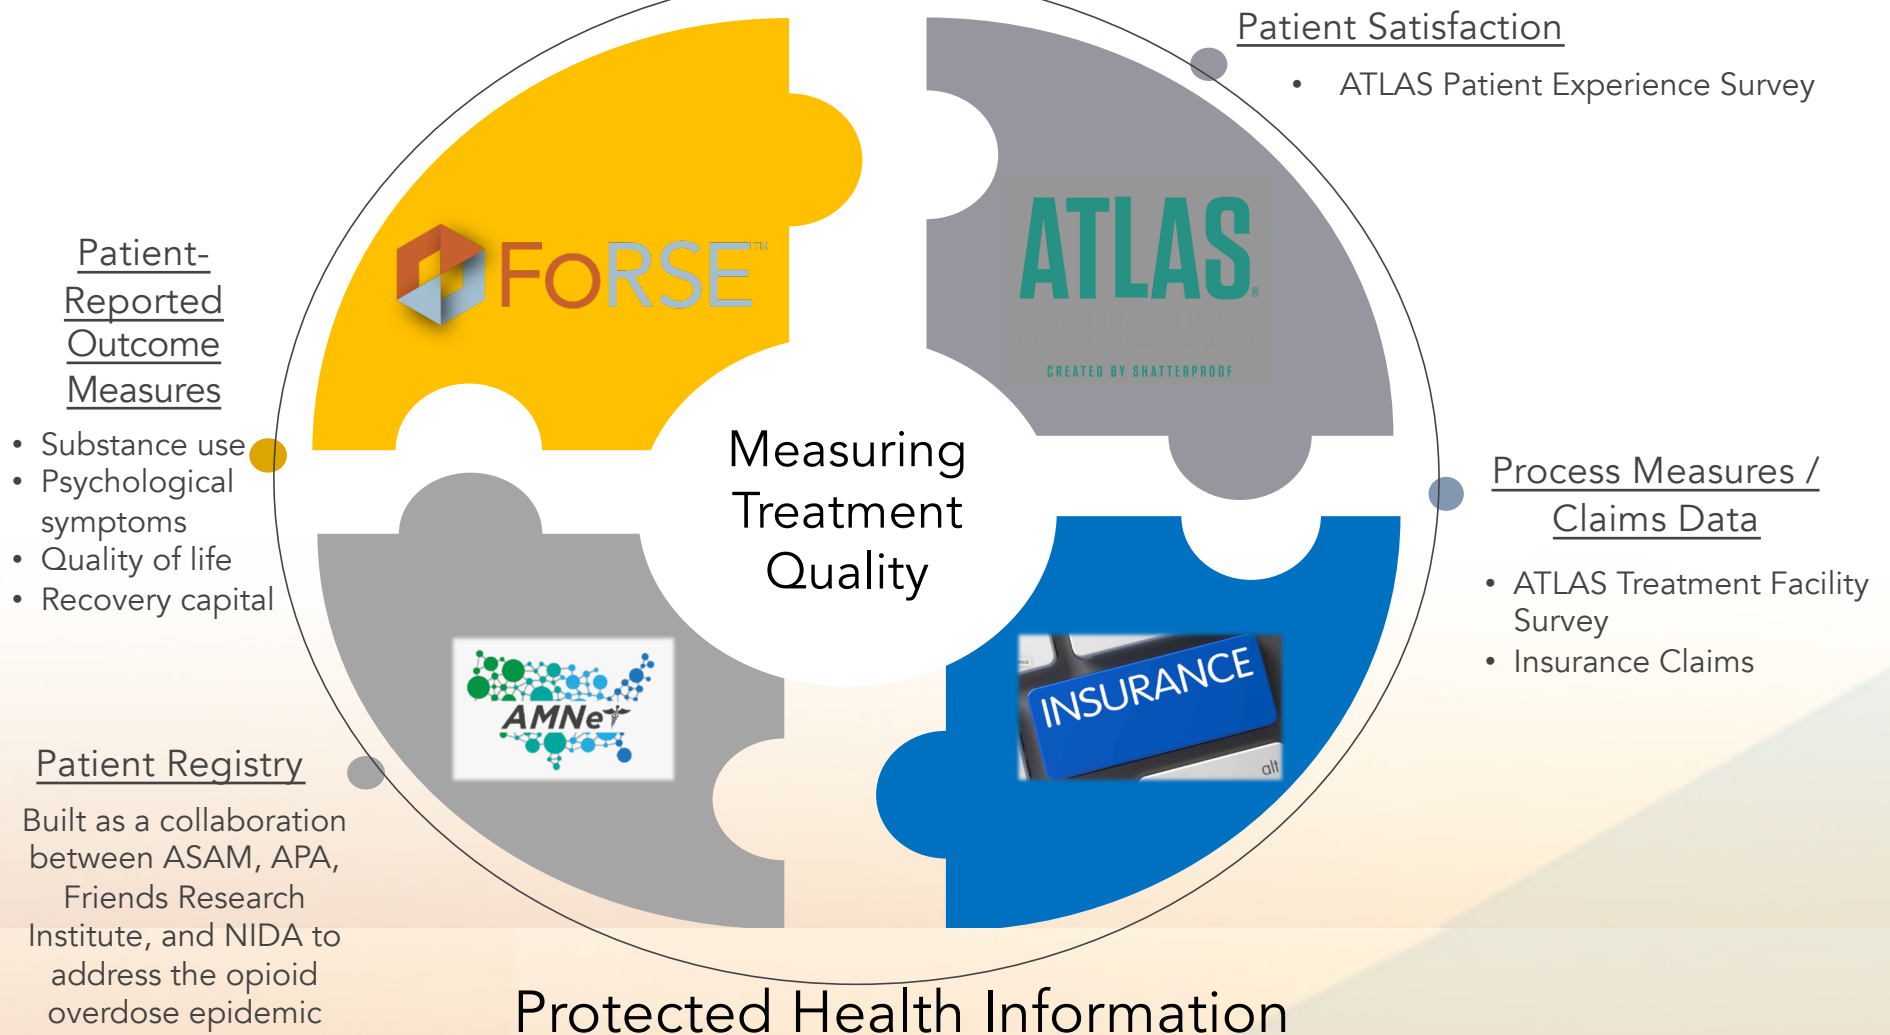 Patient Satisfaction
• ATLAS Patient Experience Survey
FoRSE™
ATLAS®
CREATED BY SHATTERPROOF
Patient-
Reported
Outcome
Measures
• Substance use
• Psychological
symptoms
• Quality of life
• Recovery capital
Measuring
Treatment
Quality
Process Measures /
Claims Data
• ATLAS Treatment Facility
Survey
• Insurance Claims
AMNet
INSURANCE
alt
Patient Registry
Built as a collaboration
between ASAM, APA,
Friends Research
Institute, and NIDA to
address the opioid
overdose epidemic
Protected Health Information